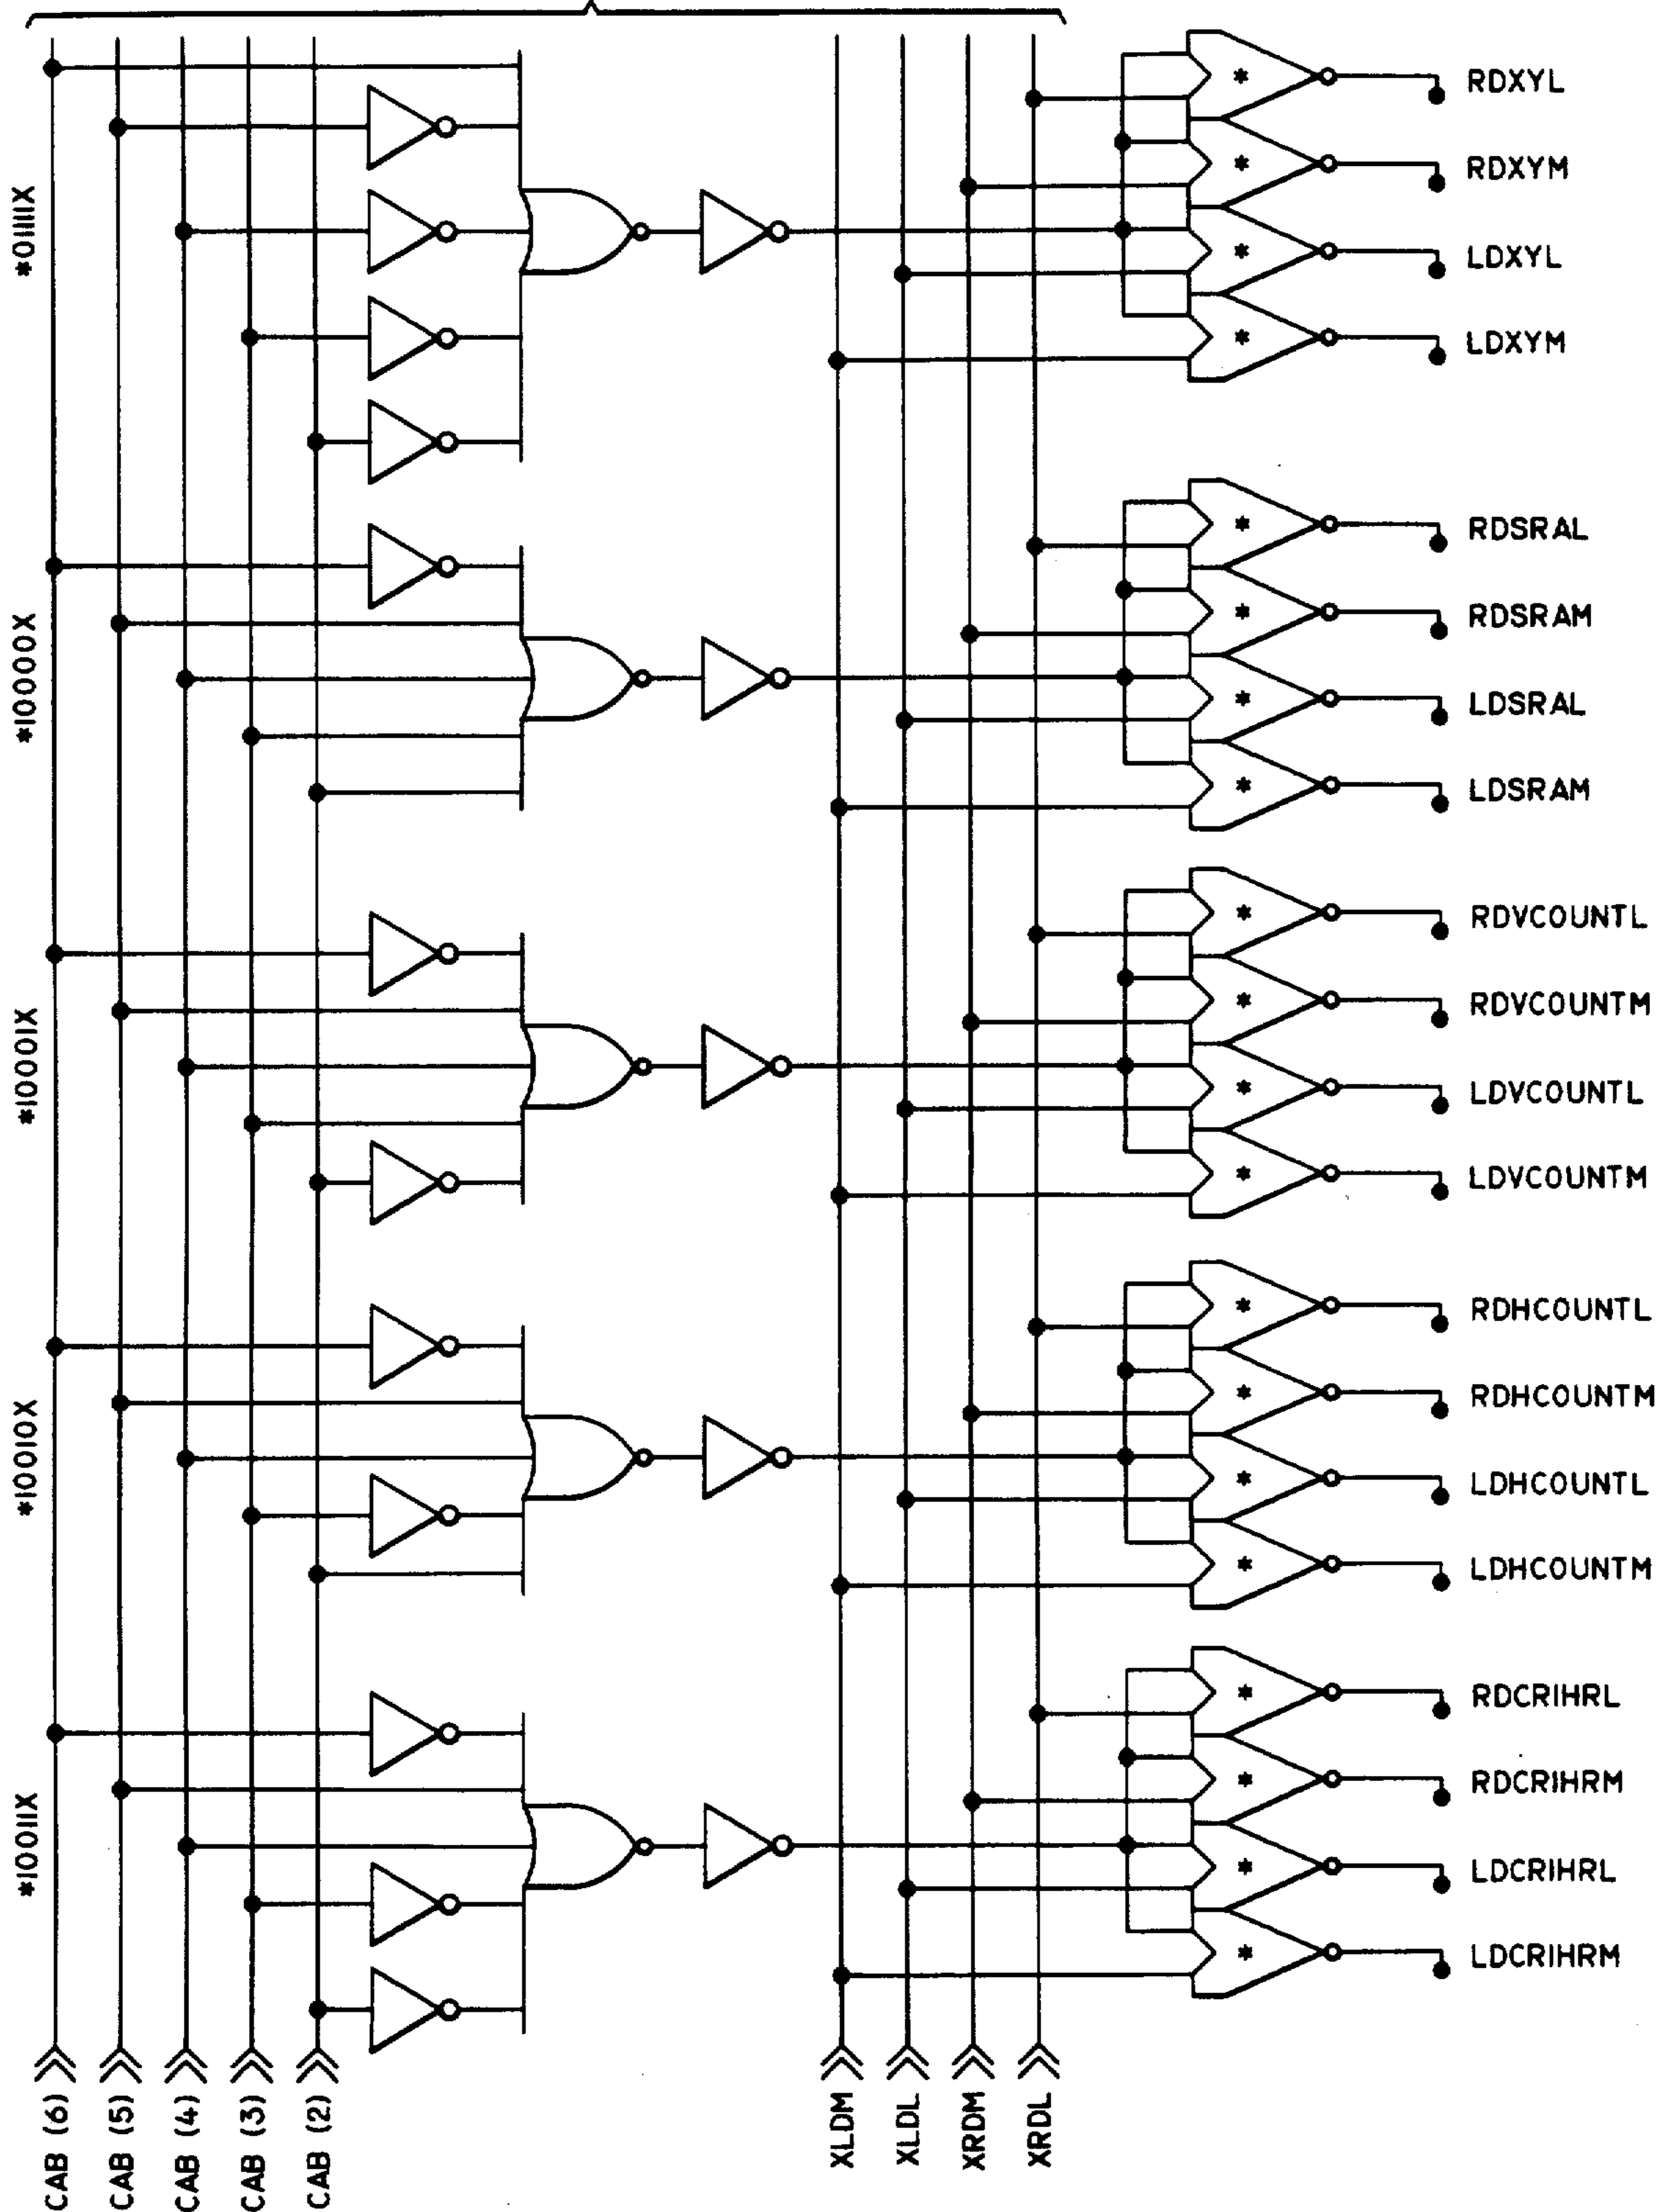 *01111X
RDXYL
*
RDXYM
*
LDXYL
*
LDXYM
*
*10000X
RDSRAL
*
RDSRAM
*
LDSRAL
*
LDSRAM
*
*10001X
RDVCOUNTL
*
RDVCOUNTM
*
LDVCOUNTL
*
LDVCOUNTM
*
*10010X
RDHCOUNTL
*
RDHCOUNTM
*
LDHCOUNTL
*
LDHCOUNTM
*
*10011X
RDCRIHRL
*
RDCRIHRM
*
LDCRIHRL
*
LDCRIHRM
*
CAB (6)
CAB (5)
CAB (4)
CAB (3)
CAB (2)
XLDM
XLDL
XRDM
XRDL